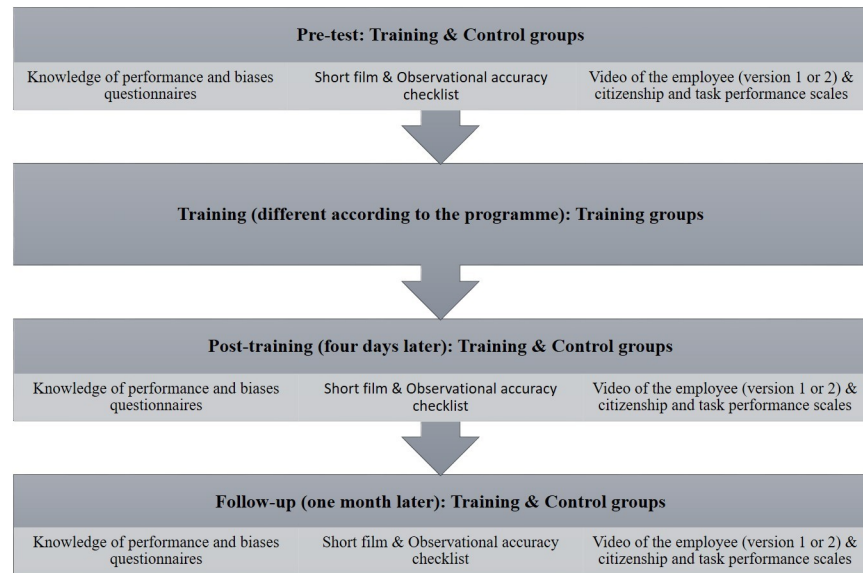 Pre-test: Training & Control groups
Knowledge of performance and biases
questionnaires
Short film & Observational accuracy
checklist
Video of the employee (version 1 or 2) &
citizenship and task performance scales
Training (different according to the programme): Training groups
Post-training (four days later): Training & Control groups
Knowledge of performance and biases
questionnaires
Short film & Observational accuracy
checklist
Video of the employee (version 1 or 2) &
citizenship and task performance scales
Follow-up (one month later): Training & Control groups
Knowledge of performance and biases
questionnaires
Short film & Observational accuracy
checklist
Video of the employee (version 1 or 2) &
citizenship and task performance scales